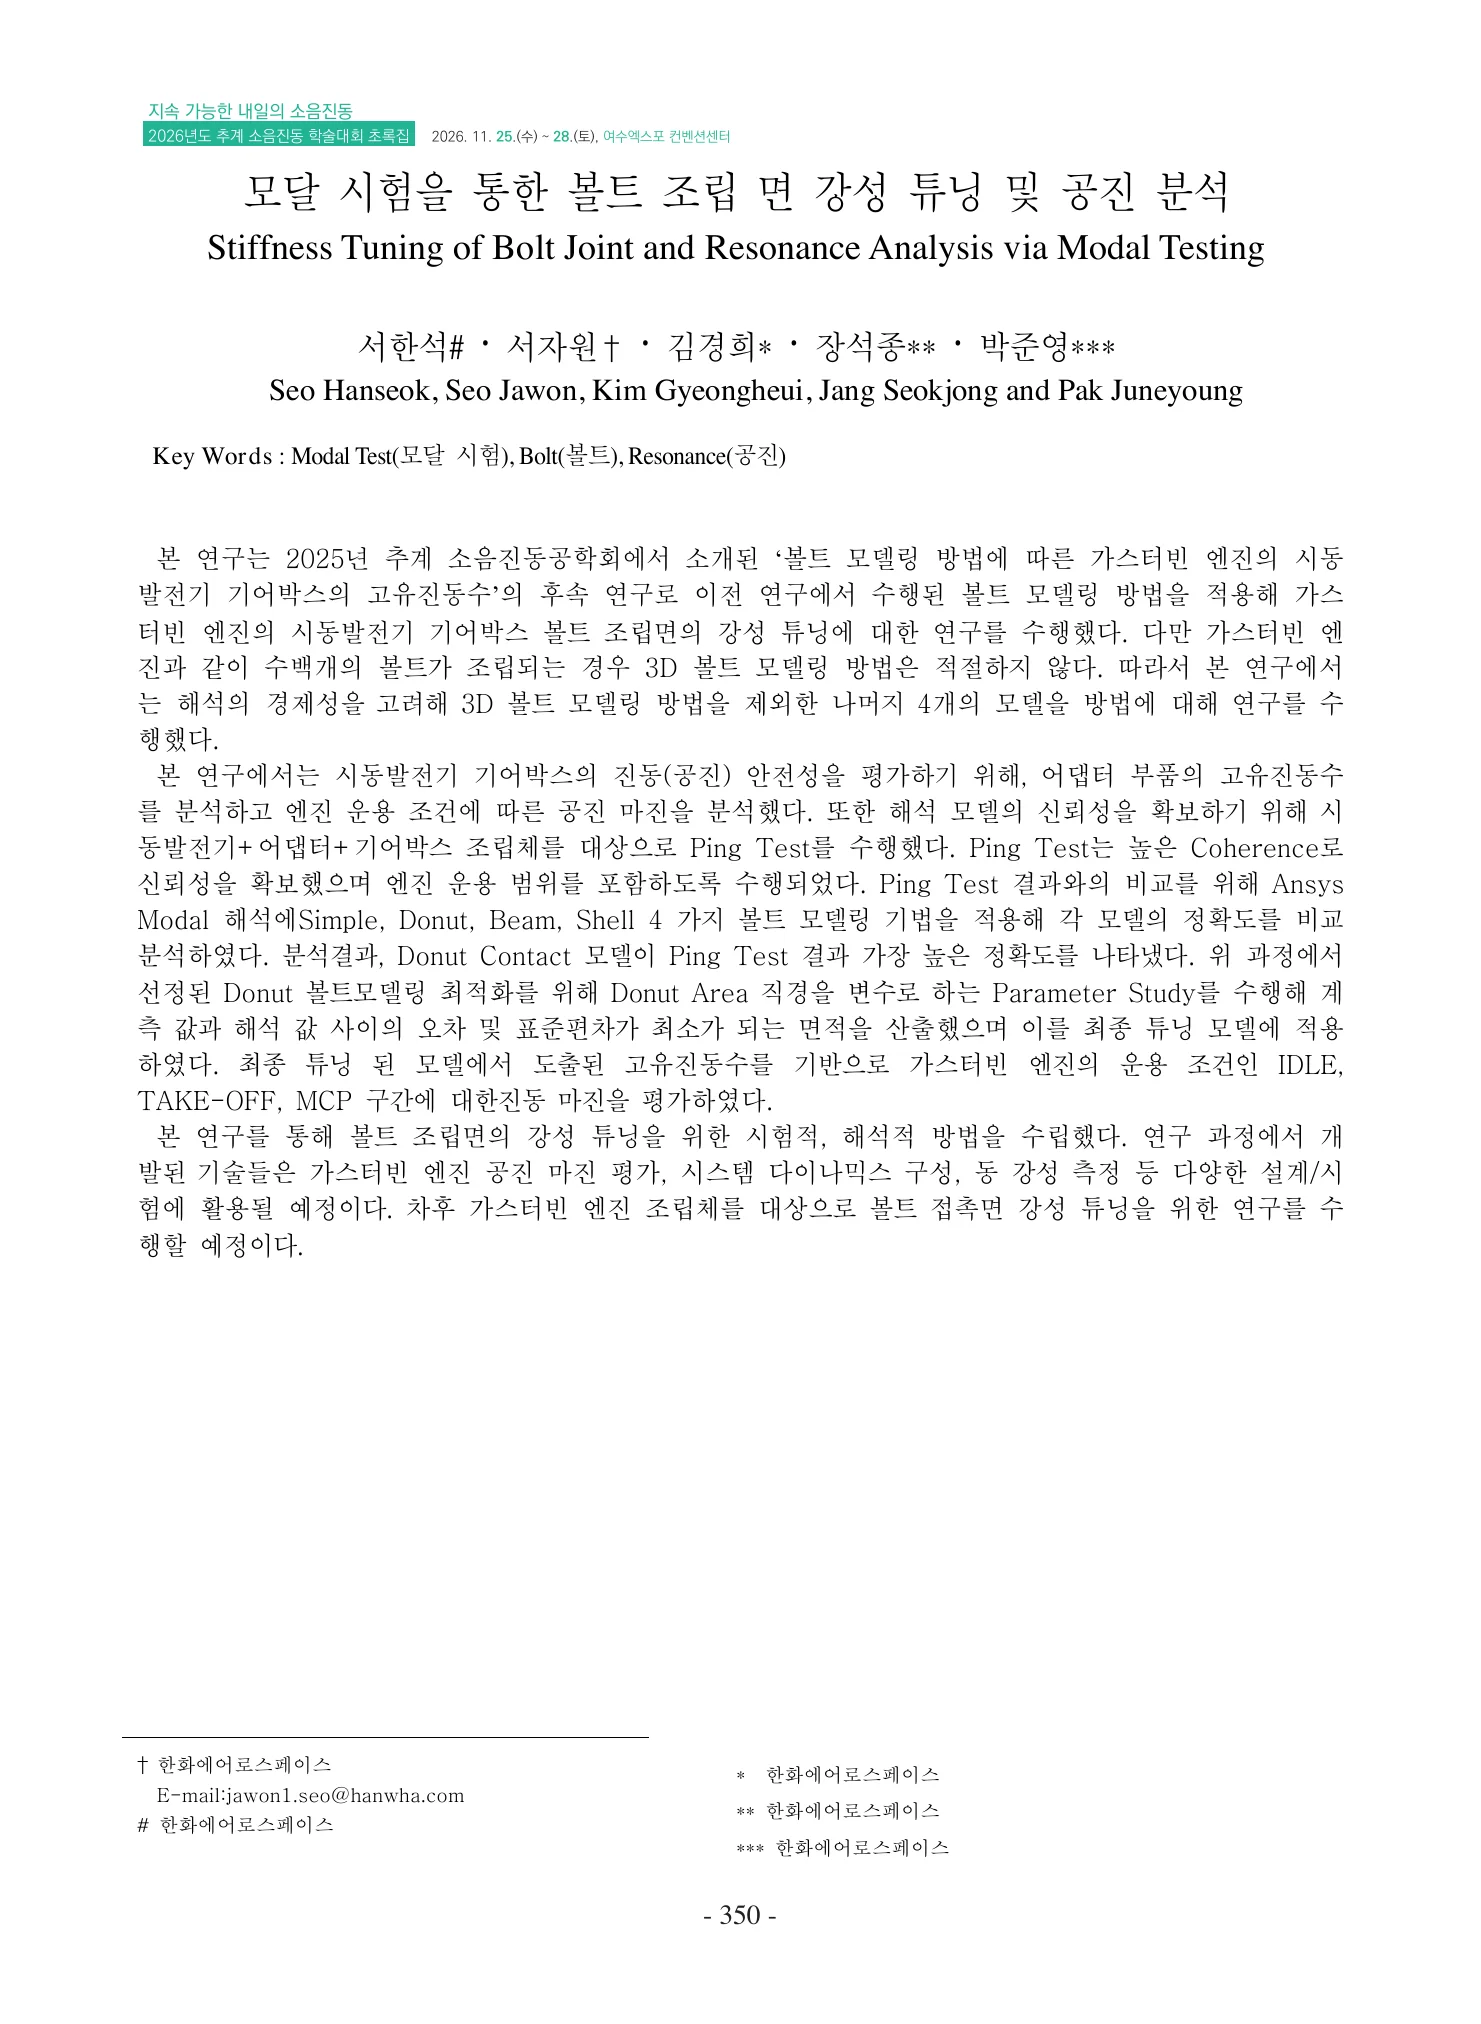 지속 가능한 내일의 소음진동
2026년도 추계 소음진동 학술대회 초록집 2026. 11. 25.(수) ~ 28.(토), 여수엑스포 컨벤션센터
모달 시험을 통한 볼트 조립 면 강성 튜닝 및 공진 분석
Stiffness Tuning of Bolt Joint and Resonance Analysis via Modal Testing
서한석# · 서자원† · 김경희* · 장석종** · 박준영***
Seo Hanseok, Seo Jawon, Kim Gyeongheui, Jang Seokjong and Pak Juneyoung
Key Words : Modal Test(모달 시험), Bolt(볼트), Resonance(공진)
본 연구는 2025년 추계 소음진동공학회에서 소개된 ‘볼트 모델링 방법에 따른 가스터빈 엔진의 시동
발전기 기어박스의 고유진동수’의 후속 연구로 이전 연구에서 수행된 볼트 모델링 방법을 적용해 가스
터빈 엔진의 시동발전기 기어박스 볼트 조립면의 강성 튜닝에 대한 연구를 수행했다. 다만 가스터빈 엔
진과 같이 수백개의 볼트가 조립되는 경우 3D 볼트 모델링 방법은 적절하지 않다. 따라서 본 연구에서
는 해석의 경제성을 고려해 3D 볼트 모델링 방법을 제외한 나머지 4개의 모델을 방법에 대해 연구를 수
행했다.
본 연구에서는 시동발전기 기어박스의 진동(공진) 안전성을 평가하기 위해, 어댑터 부품의 고유진동수
를 분석하고 엔진 운용 조건에 따른 공진 마진을 분석했다. 또한 해석 모델의 신뢰성을 확보하기 위해 시
동발전기+어댑터+기어박스 조립체를 대상으로 Ping Test를 수행했다. Ping Test는 높은 Coherence로
신뢰성을 확보했으며 엔진 운용 범위를 포함하도록 수행되었다. Ping Test 결과와의 비교를 위해 Ansys
Modal 해석에Simple, Donut, Beam, Shell 4 가지 볼트 모델링 기법을 적용해 각 모델의 정확도를 비교
분석하였다. 분석결과, Donut Contact 모델이 Ping Test 결과 가장 높은 정확도를 나타냈다. 위 과정에서
선정된 Donut 볼트모델링 최적화를 위해 Donut Area 직경을 변수로 하는 Parameter Study를 수행해 계
측 값과 해석 값 사이의 오차 및 표준편차가 최소가 되는 면적을 산출했으며 이를 최종 튜닝 모델에 적용
하였다. 최종 튜닝 된 모델에서 도출된 고유진동수를 기반으로 가스터빈 엔진의 운용 조건인 IDLE,
TAKE-OFF, MCP 구간에 대한진동 마진을 평가하였다.
본 연구를 통해 볼트 조립면의 강성 튜닝을 위한 시험적, 해석적 방법을 수립했다. 연구 과정에서 개
발된 기술들은 가스터빈 엔진 공진 마진 평가, 시스템 다이나믹스 구성, 동 강성 측정 등 다양한 설계/시
험에 활용될 예정이다. 차후 가스터빈 엔진 조립체를 대상으로 볼트 접촉면 강성 튜닝을 위한 연구를 수
행할 예정이다.
† 한화에어로스페이스
E-mail:jawon1.seo@hanwha.com
# 한화에어로스페이스
* 한화에어로스페이스
** 한화에어로스페이스
*** 한화에어로스페이스
- 350 -